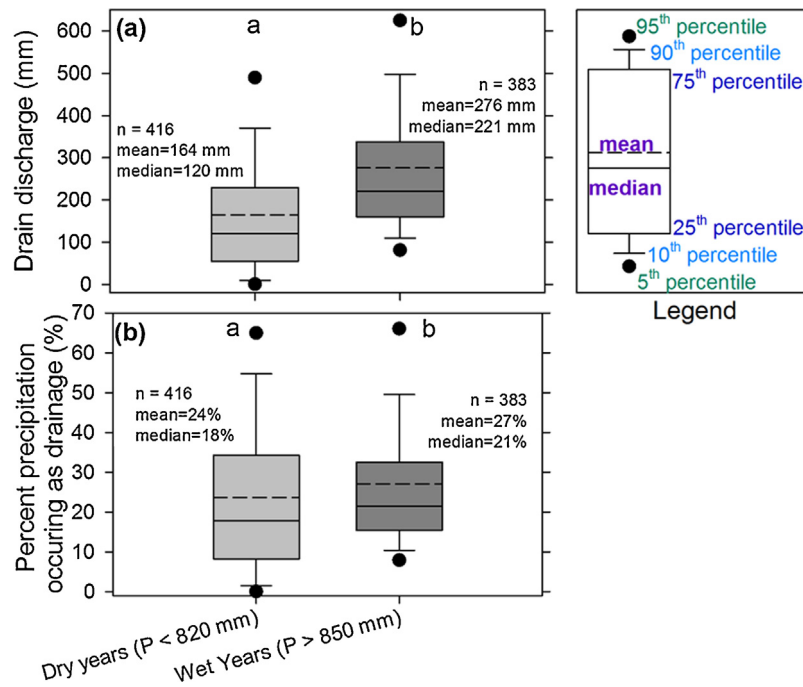 (a)
a
b
600
500
400
300
200
100
0
Drain discharge (mm)
n = 416
mean=164 mm
median=120 mm
n = 383
mean=276 mm
median=221 mm
95th percentile
90th percentile
75th percentile
mean
median
25th percentile
10th percentile
5th percentile
Legend
(b)
a
b
70
60
50
40
30
20
10
0
Percent precipitation
occuring as drainage (%)
n = 416
mean=24%
median=18%
n = 383
mean=27%
median=21%
Dry years (P < 820 mm)
Wet Years (P > 850 mm)